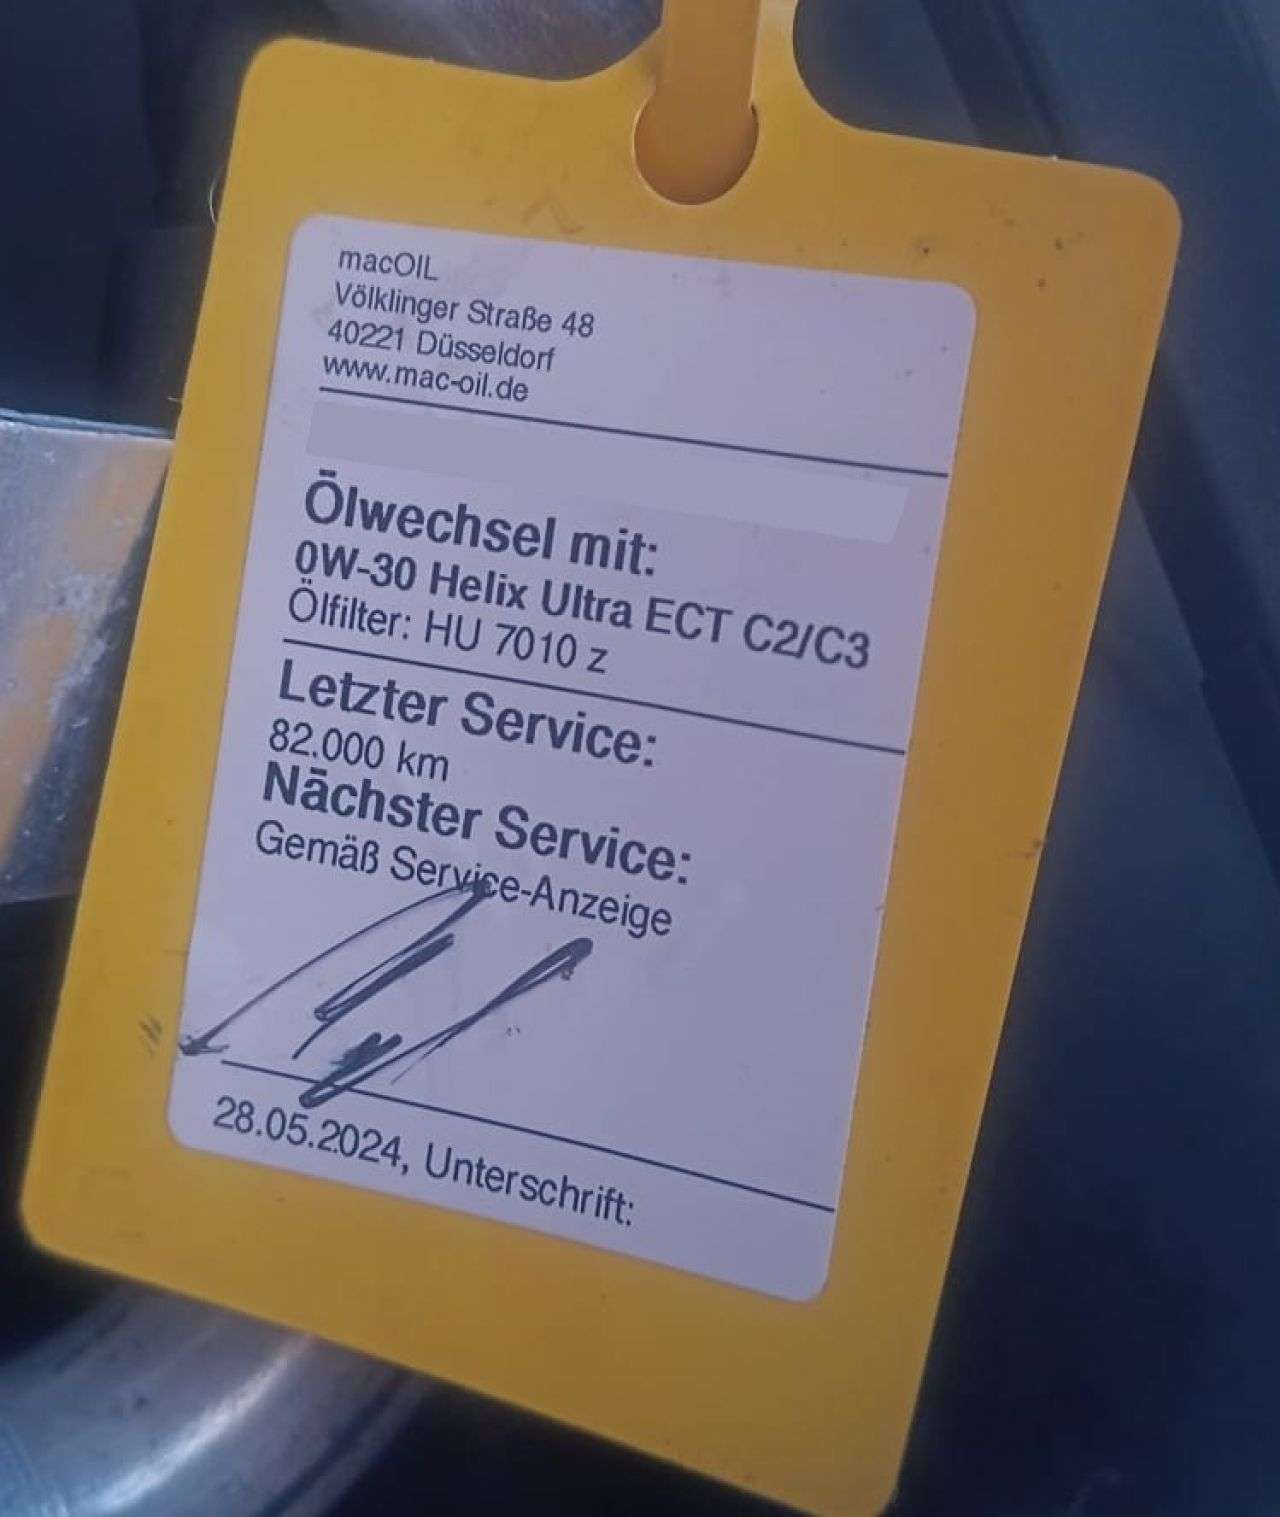 macOIL
Völklinger Straße 48
40221 Düsseldorf
www.mac-oil.de
Ölwechsel mit:
0W-30 Helix Ultra ECT C2/C3
Ölfilter: HU 7010 z
Letzter Service:
82.000 km
Nächster Service:
Gemäß Service-Anzeige
28.05.2024, Unterschrift: